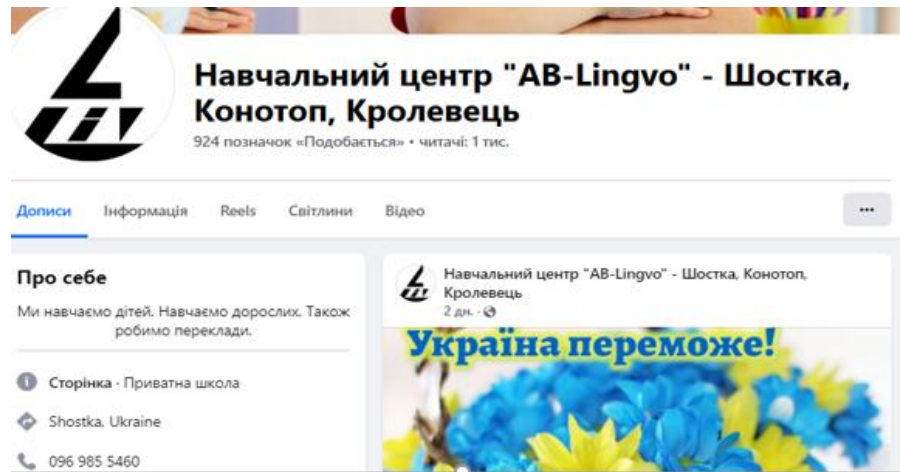 Навчальний центр "AB-Lingvo" - Шостка,
Конотоп, Кролевець
924 позначок «Подобається» • читачі: 1 тис.
Дописи Інформація Reels Світлини Відео
Про себе
Ми навчаємо дітей. Навчаємо дорослих. Також
робимо переклади.
Сторінка · Приватна школа
Shostka, Ukraine
096 985 5460
Навчальний центр "AB-Lingvo" - Шостка, Конотоп,
Кролевець
2 дн. ·
Україна переможе!